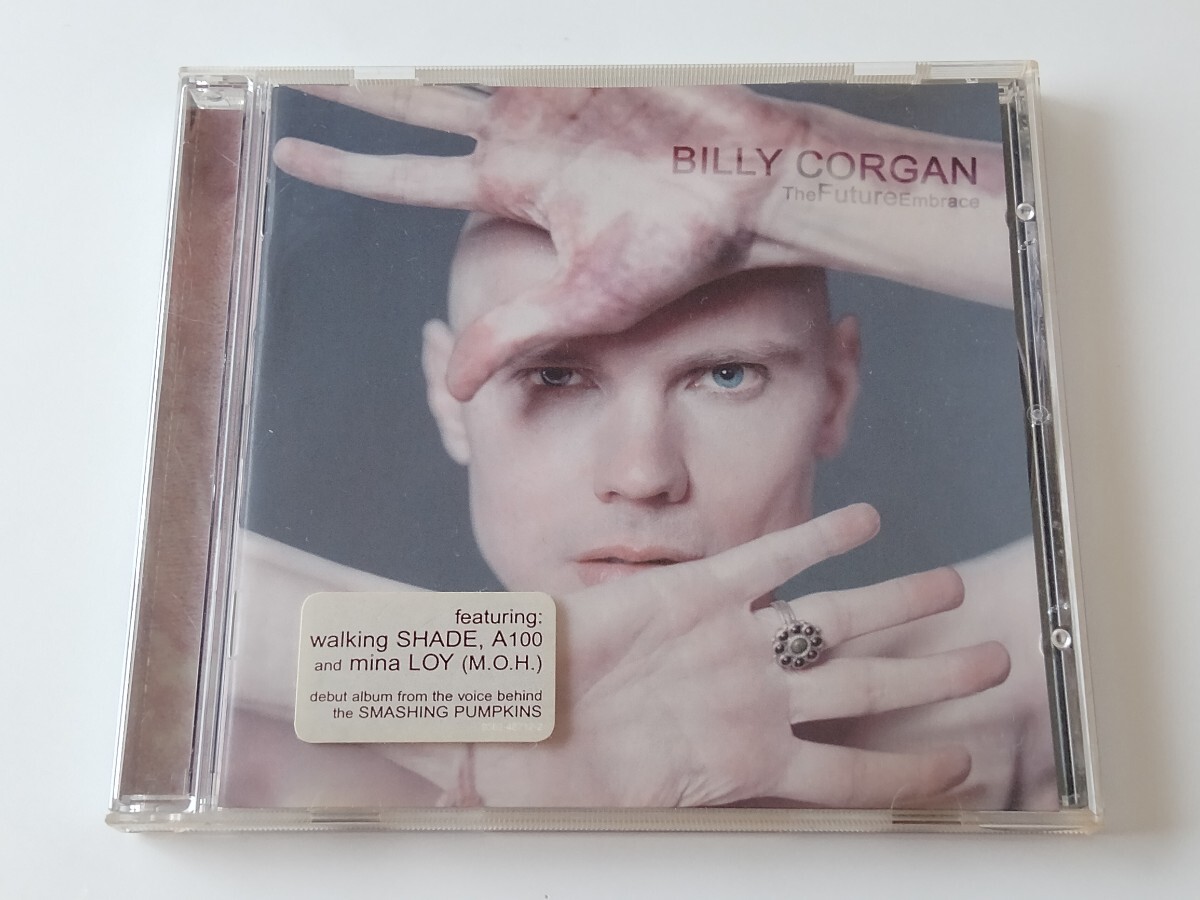 BILLY CORGAN
TheFutureEmbrace
featuring:
walking SHADE, A100
and mina LOY (M.O.H.)
debut album from the voice behind
the SMASHING PUMPKINS